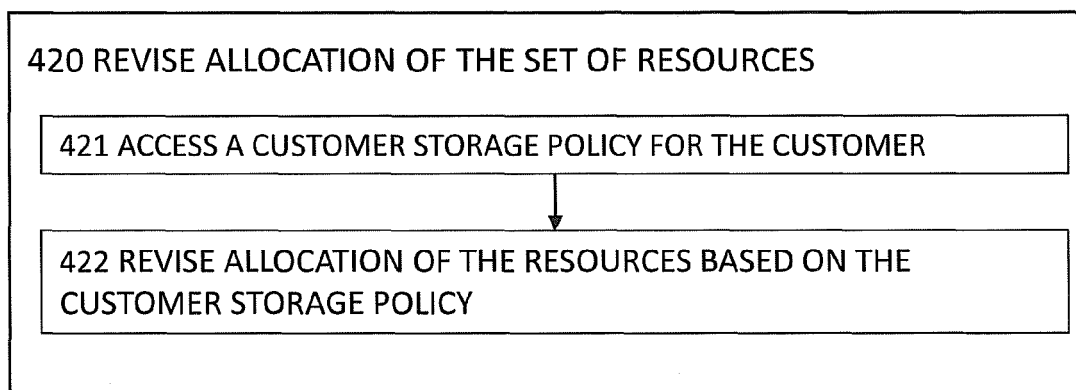 420 REVISE ALLOCATION OF THE SET OF RESOURCES
421 ACCESS A CUSTOMER STORAGE POLICY FOR THE CUSTOMER
422 REVISE ALLOCATION OF THE RESOURCES BASED ON THE
CUSTOMER STORAGE POLICY